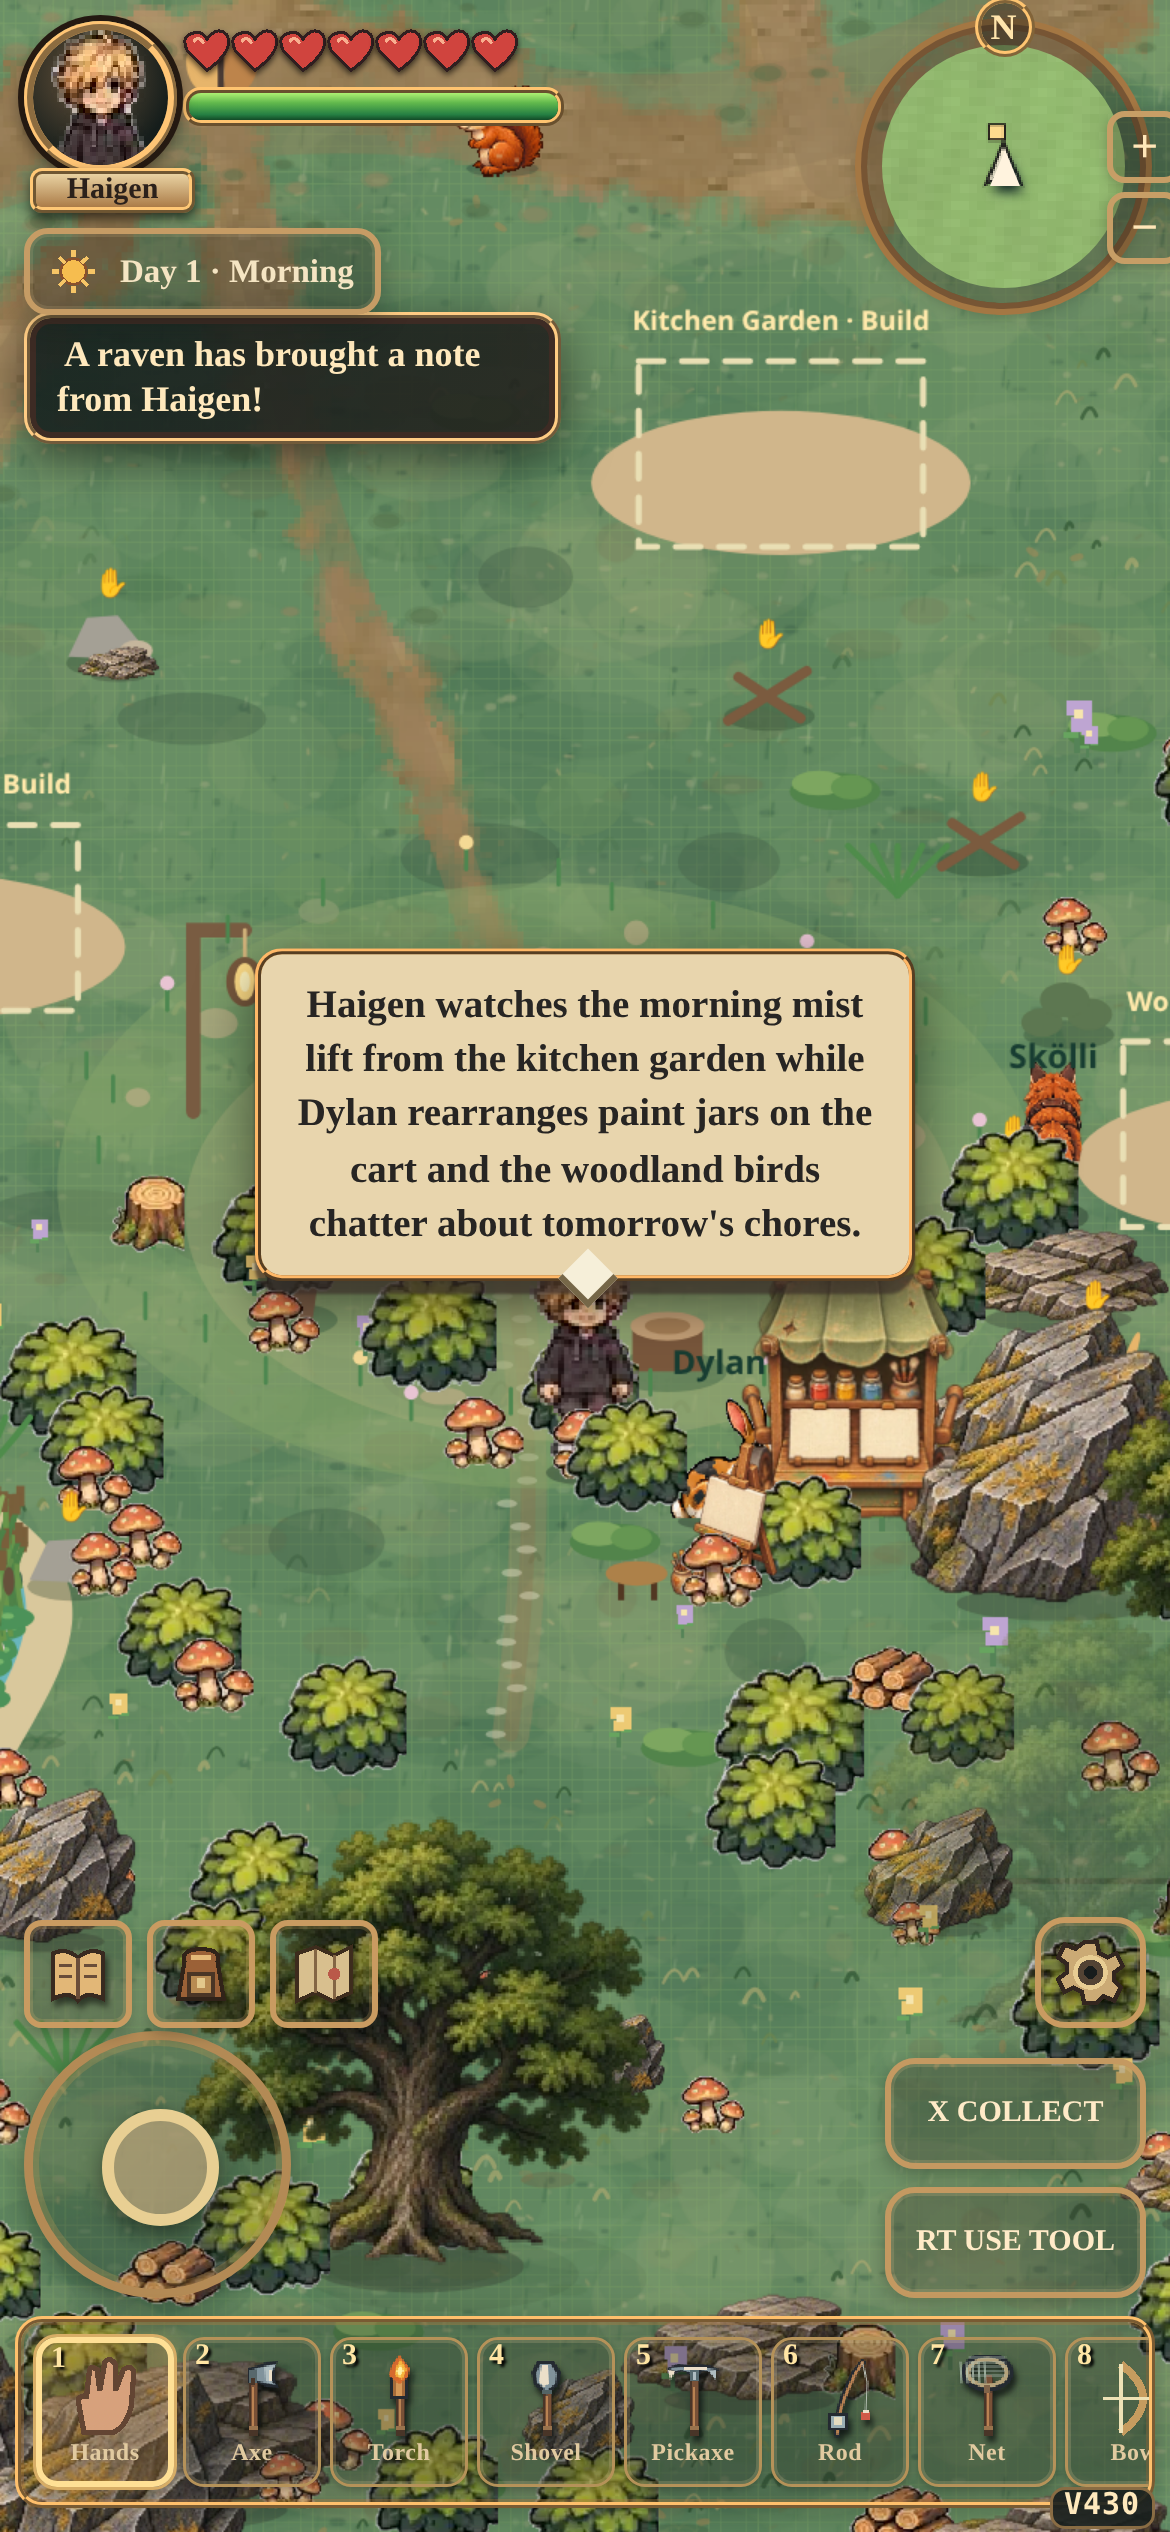 N
+
−
Haigen
Day 1 · Morning
A raven has brought a note
from Haigen!
Kitchen Garden · Build
Build
Wo
Skölli
Haigen watches the morning mist
lift from the kitchen garden while
Dylan rearranges paint jars on the
cart and the woodland birds
chatter about tomorrow's chores.
Dylan
X COLLECT
RT USE TOOL
1 2 3 4 5 6 7 8
Hands Axe Torch Shovel Pickaxe Rod Net Bow
V430